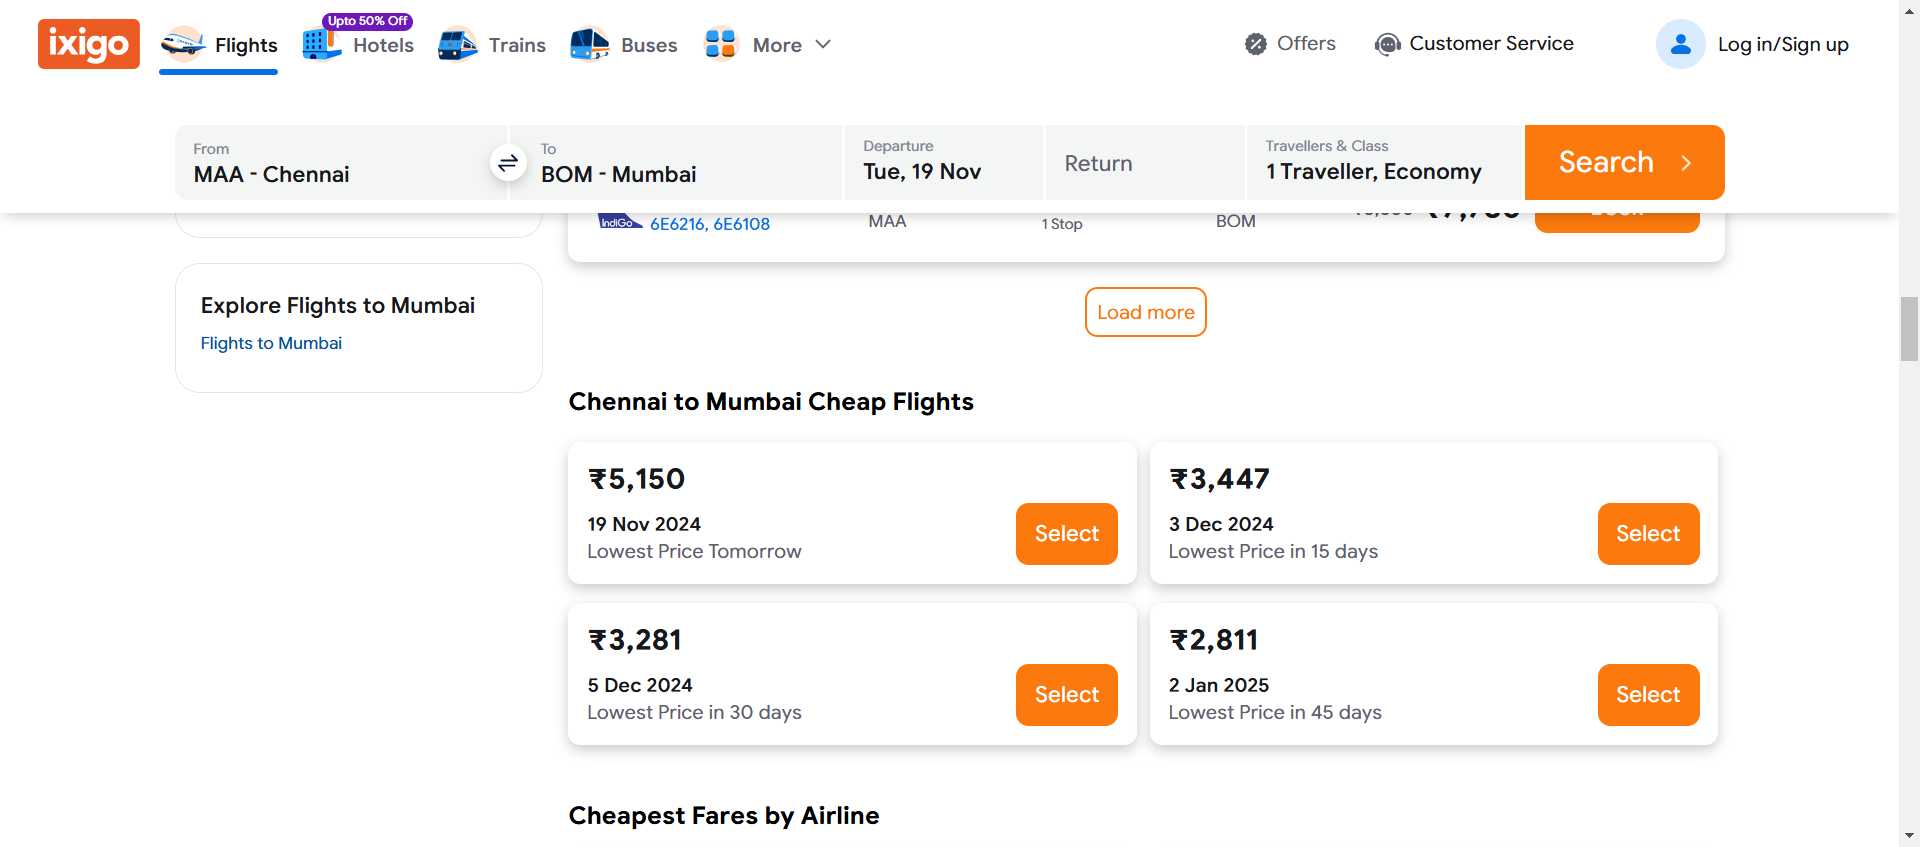 ixigo
Flights
Upto 50% Off
Hotels
Trains
Buses
More
Offers
Customer Service
Log in/Sign up
From
MAA - Chennai
To
BOM - Mumbai
Departure
Tue, 19 Nov
Return
Travellers & Class
1 Traveller, Economy
Search
IndiGo
6E6216, 6E6108
MAA
1 Stop
BOM
Explore Flights to Mumbai
Flights to Mumbai
Load more
Chennai to Mumbai Cheap Flights
₹5,150
19 Nov 2024
Lowest Price Tomorrow
Select
₹3,447
3 Dec 2024
Lowest Price in 15 days
Select
₹3,281
5 Dec 2024
Lowest Price in 30 days
Select
₹2,811
2 Jan 2025
Lowest Price in 45 days
Select
Cheapest Fares by Airline